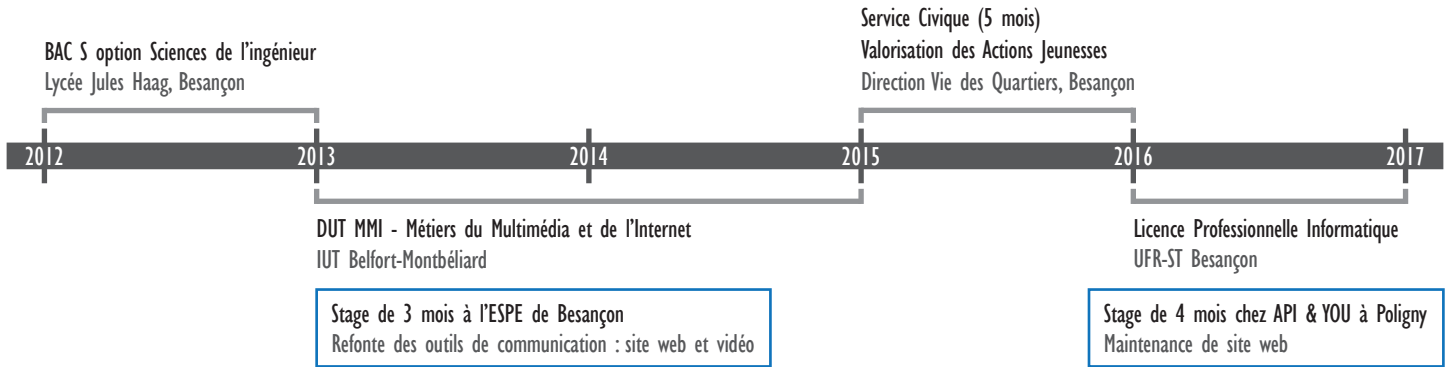 Service Civique (5 mois)
Valorisation des Actions Jeunesses
Direction Vie des Quartiers, Besançon
BAC S option Sciences de l'ingénieur
Lycée Jules Haag, Besançon
2012 2013 2014 2015 2016 2017
DUT MMI - Métiers du Multimédia et de l'Internet
IUT Belfort-Montbéliard
Stage de 3 mois à l'ESPE de Besançon
Refonte des outils de communication : site web et vidéo
Licence Professionnelle Informatique
UFR-ST Besançon
Stage de 4 mois chez API & YOU à Poligny
Maintenance de site web